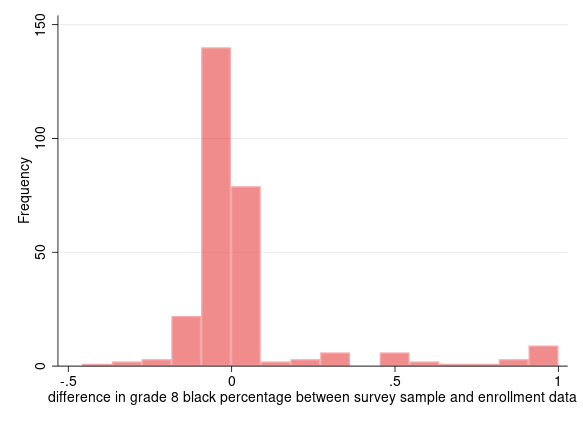 150
100
50
0
Frequency
-.5 0 .5 1
difference in grade 8 black percentage between survey sample and enrollment data